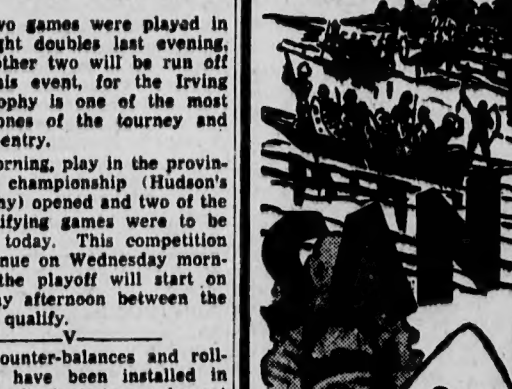 wo games were played in
ght doubles last evening,
other two will be run off
his event, for the Irving
ophy is one of the most
ones of the tourney and
entry.
orning, play in the provin-
championship (Hudson's
ny) opened and two of the
ifying games were to be
today. This competition
nue on Wednesday morn-
the playoff will start on
ay afternoon between the
qualify.
V
ounter-balances and roll-
have been installed in